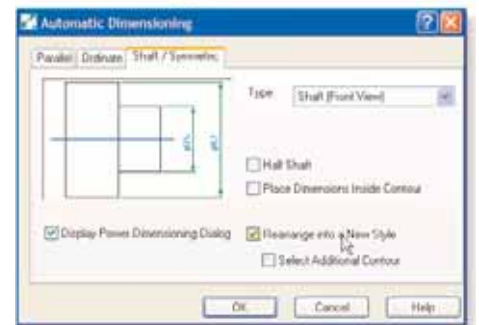 Automatic Dimensioning
Parallel Ordinate Shaft / Symmetric
Type: Shaft (Front View)
Half Shaft
Place Dimensions Inside Contour
Display Power Dimensioning Dialog
Rearrange into a New Style
Select Additional Contour
OK Cancel Help